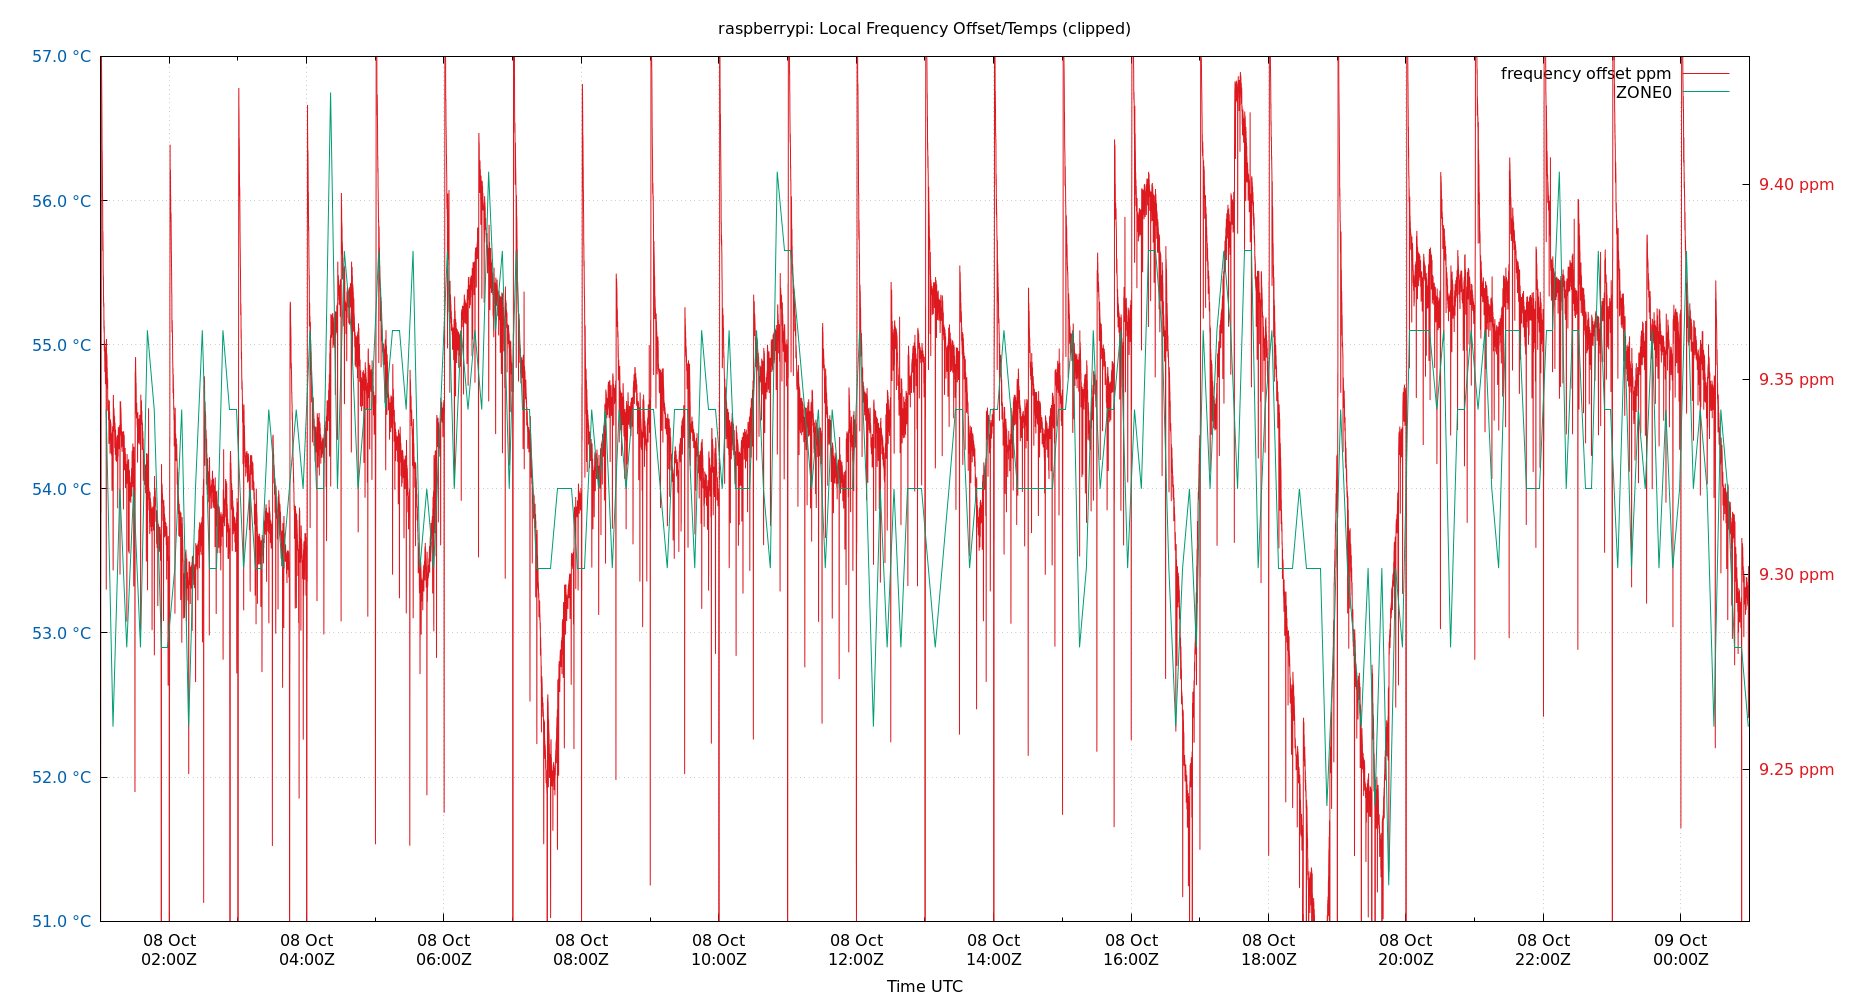 raspberrypi: Local Frequency Offset/Temps (clipped)
frequency offset ppm
ZONE0
57.0 °C
56.0 °C
55.0 °C
54.0 °C
53.0 °C
52.0 °C
51.0 °C
9.40 ppm
9.35 ppm
9.30 ppm
9.25 ppm
08 Oct 08 Oct 08 Oct 08 Oct 08 Oct 08 Oct 08 Oct 08 Oct 08 Oct 08 Oct 08 Oct 09 Oct
02:00Z 04:00Z 06:00Z 08:00Z 10:00Z 12:00Z 14:00Z 16:00Z 18:00Z 20:00Z 22:00Z 00:00Z
Time UTC